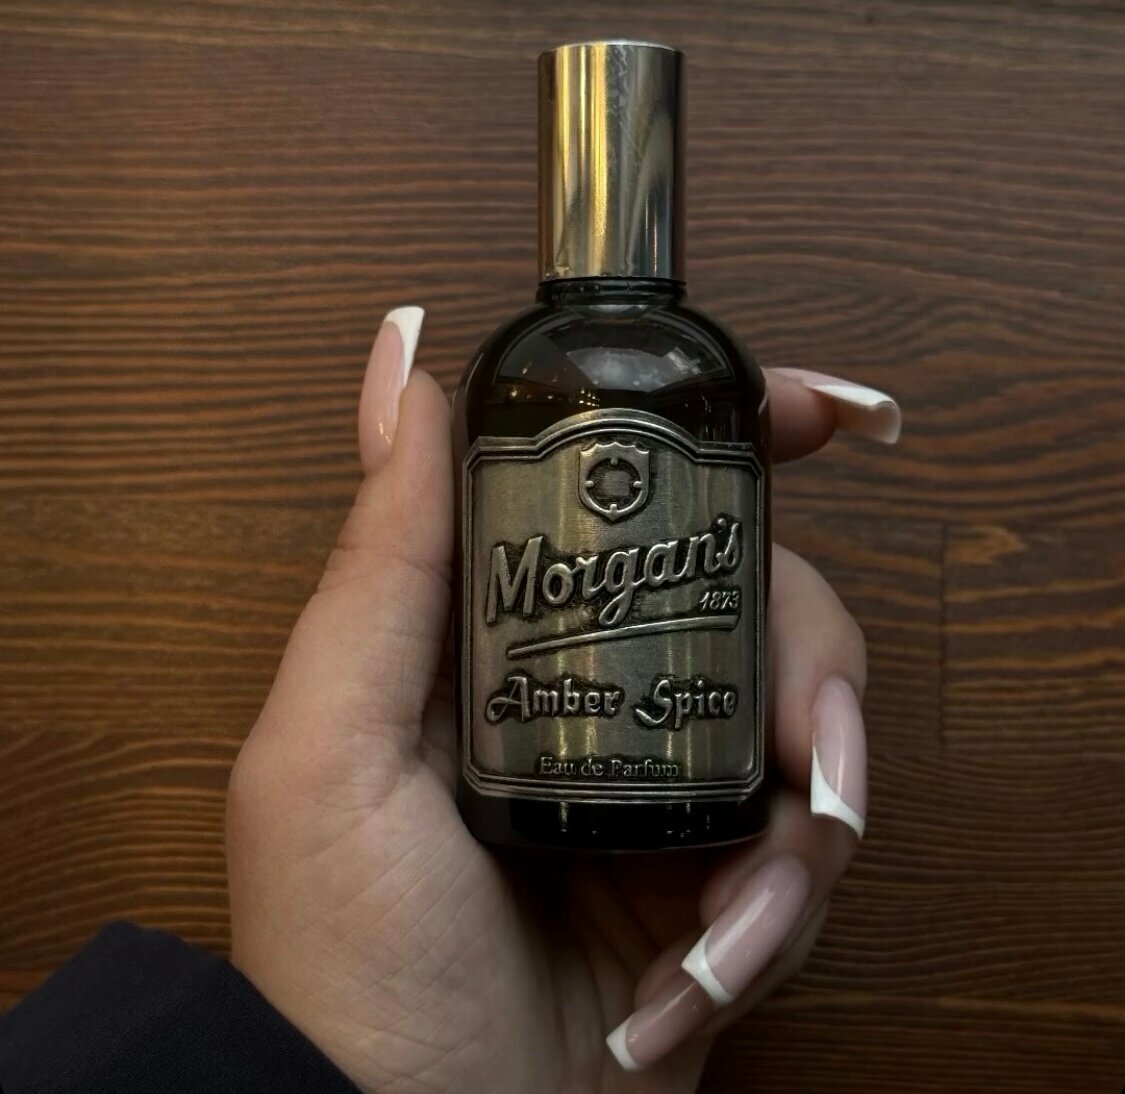 Morgan's
1873
Amber Spice
Eau de Parfum